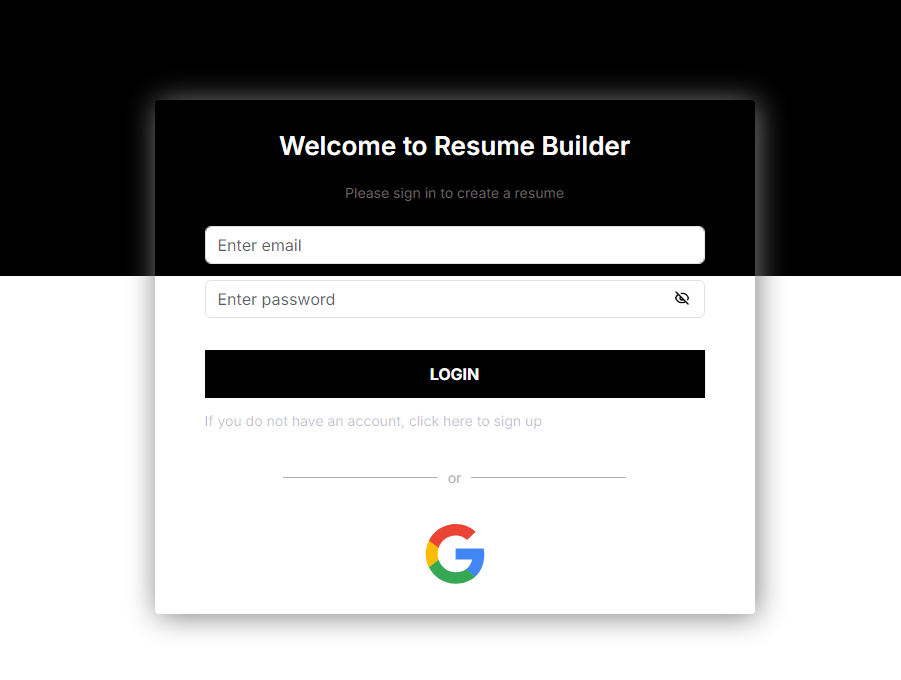 Welcome to Resume Builder
Please sign in to create a resume
Enter email
Enter password
LOGIN
If you do not have an account, click here to sign up
or